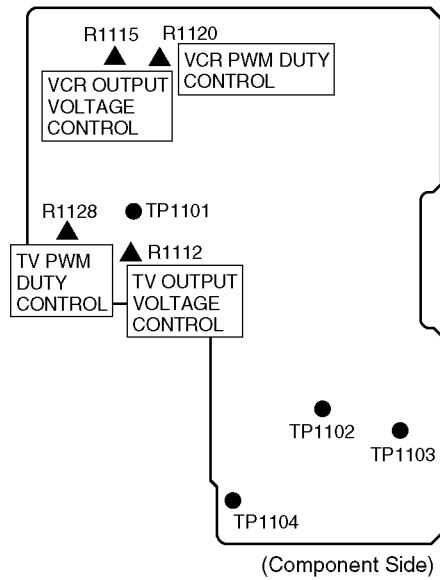 R1115
R1120
VCR OUTPUT
VOLTAGE
CONTROL
VCR PWM DUTY
CONTROL
R1128
TP1101
R1112
TV PWM
DUTY
CONTROL
TV OUTPUT
VOLTAGE
CONTROL
TP1102
TP1103
TP1104
(Component Side)